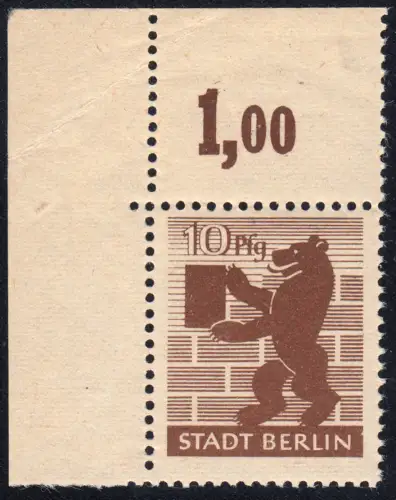 1,00
10 Pfg
STADT BERLIN